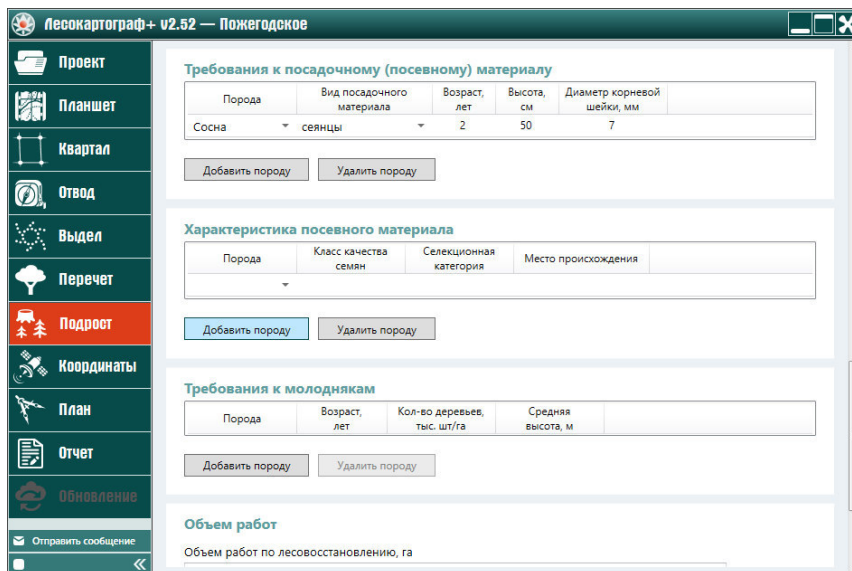 Лесокартограф+ v2.52 — Пожегодское
Проект
Планшет
Квартал
Отвод
Выдел
Перечет
Подрост
Координаты
План
Отчет
Обновление
Отправить сообщение
Требования к посадочному (посевному) материалу
Порода
Вид посадочного
материала
Возраст,
лет
Высота,
см
Диаметр корневой
шейки, мм
Сосна
сеянцы
2
50
7
Добавить породу
Удалить породу
Характеристика посевного материала
Порода
Класс качества
семян
Селекционная
категория
Место происхождения
Добавить породу
Удалить породу
Требования к молоднякам
Порода
Возраст,
лет
Кол-во деревьев,
тыс. шт/га
Средняя
высота, м
Добавить породу
Удалить породу
Объем работ
Объем работ по лесовосстановлению, га